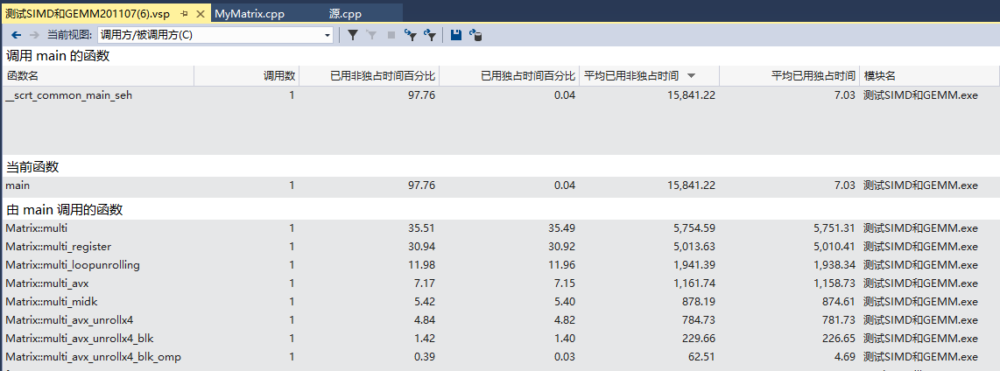 测试SIMD和GEMM201107(6).vsp MyMatrix.cpp 源.cpp
当前视图: 调用方/被调用方(C)
调用 main 的函数
函数名 调用数 已用非独占时间百分比 已用独占时间百分比 平均已用非独占时间 平均已用独占时间 模块名
__scrt_common_main_seh 1 97.76 0.04 15,841.22 7.03 测试SIMD和GEMM.exe
当前函数
main 1 97.76 0.04 15,841.22 7.03 测试SIMD和GEMM.exe
由 main 调用的函数
Matrix::multi 1 35.51 35.49 5,754.59 5,751.31 测试SIMD和GEMM.exe
Matrix::multi_register 1 30.94 30.92 5,013.63 5,010.41 测试SIMD和GEMM.exe
Matrix::multi_loopunrolling 1 11.98 11.96 1,941.39 1,938.34 测试SIMD和GEMM.exe
Matrix::multi_avx 1 7.17 7.15 1,161.74 1,158.73 测试SIMD和GEMM.exe
Matrix::multi_midk 1 5.42 5.40 878.19 874.61 测试SIMD和GEMM.exe
Matrix::multi_avx_unrollx4 1 4.84 4.82 784.73 781.73 测试SIMD和GEMM.exe
Matrix::multi_avx_unrollx4_blk 1 1.42 1.40 229.66 226.65 测试SIMD和GEMM.exe
Matrix::multi_avx_unrollx4_blk_omp 1 0.39 0.03 62.51 4.69 测试SIMD和GEMM.exe